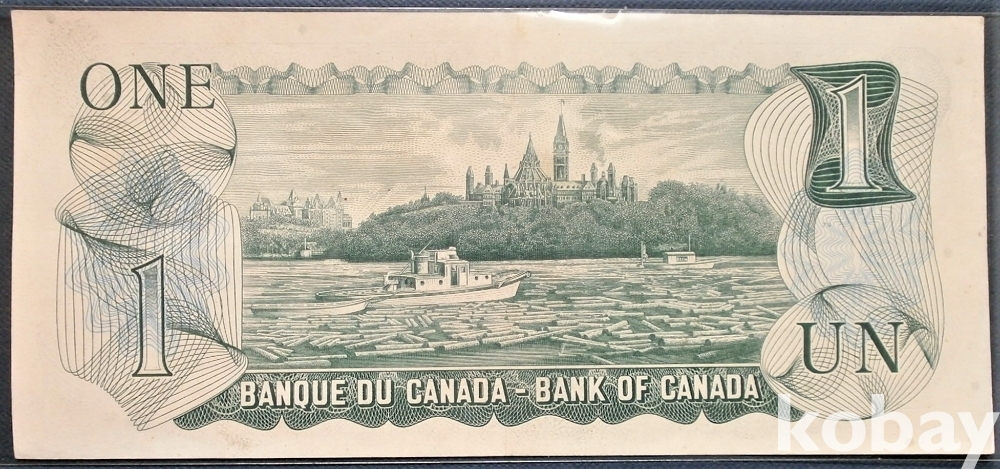 ONE
1
1
UN
BANQUE DU CANADA - BANK OF CANADA
kobay